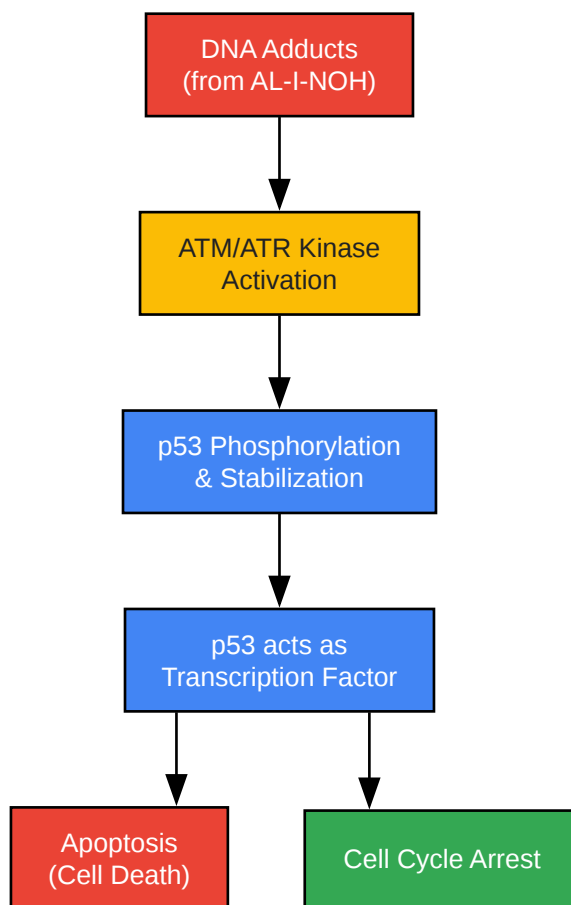 DNA Adducts
(from AL-I-NOH)
ATM/ATR Kinase
Activation
p53 Phosphorylation
& Stabilization
p53 acts as
Transcription Factor
Apoptosis
(Cell Death)
Cell Cycle Arrest